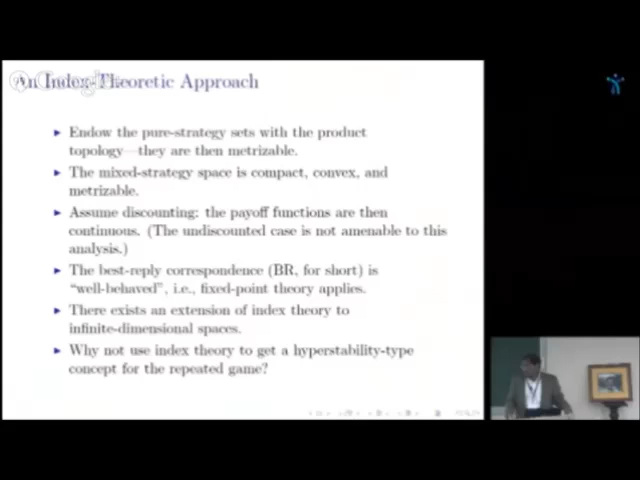 An Index-Theoretic Approach
▶ Endow the pure-strategy sets with the product
topology—they are then metrizable.
▶ The mixed-strategy space is compact, convex, and
metrizable.
▶ Assume discounting: the payoff functions are then
continuous. (The undiscounted case is not amenable to this
analysis.)
▶ The best-reply correspondence (BR, for short) is
“well-behaved”, i.e., fixed-point theory applies.
▶ There exists an extension of index theory to
infinite-dimensional spaces.
▶ Why not use index theory to get a hyperstability-type
concept for the repeated game?